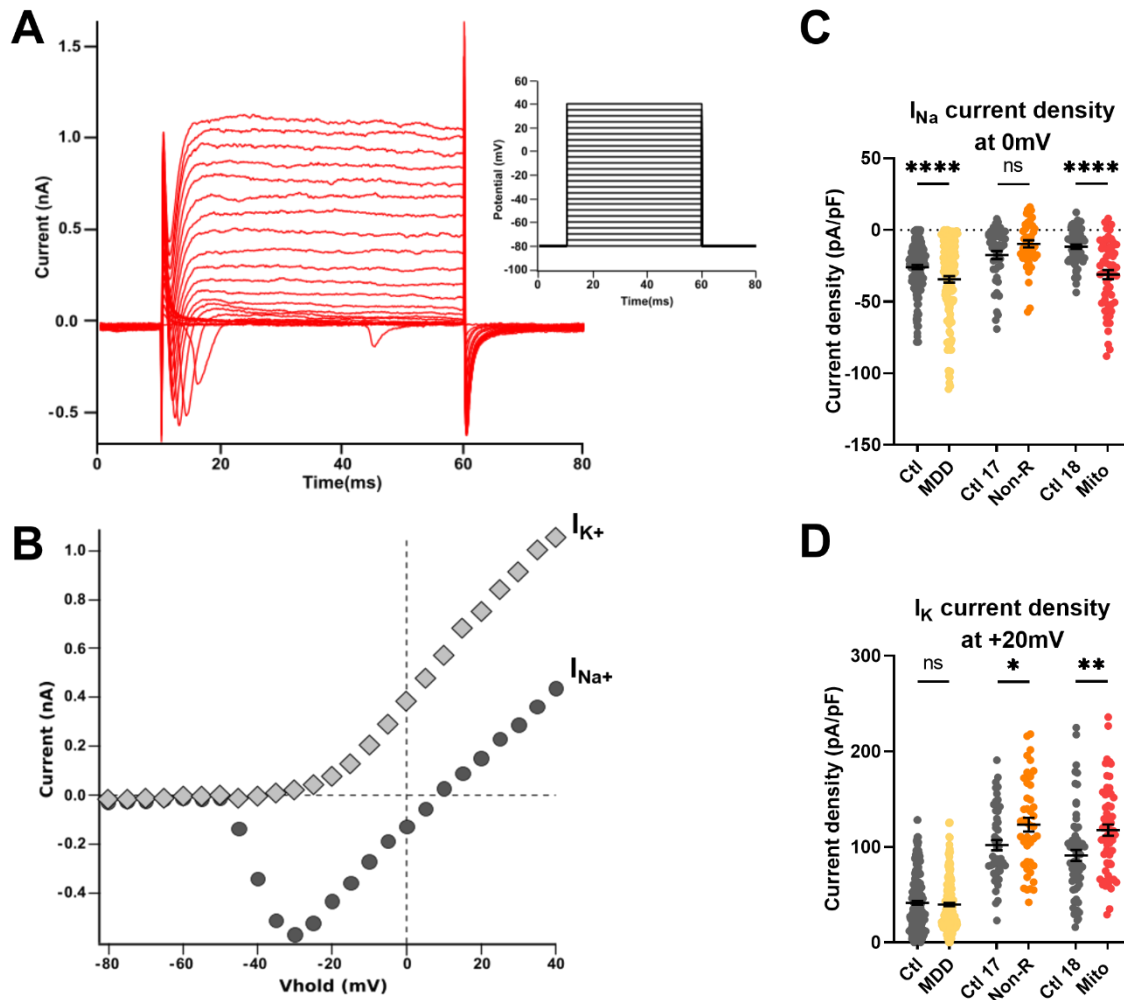 A
Current (nA)
1.5
1.0
0.5
0.0
-0.5
0
20
40
60
80
Time(ms)
Potential (mV)
60
40
20
0
-20
-40
-60
-80
-100
0
20
40
60
80
Time(ms)
B
Current (nA)
1.0
0.8
0.6
0.4
0.2
0.0
-0.2
-0.4
-80
-60
-40
-20
0
20
40
Vhold (mV)
IK+
INa+
C
INa current density
at 0mV
**** ns ****
Current density (pA/pF)
50
0
-50
-100
-150
Ctl
MDD
Ctl 17
Non-R
Ctl 18
Mito
D
IK current density
at +20mV
ns * **
Current density (pA/pF)
300
200
100
0
Ctl
MDD
Ctl 17
Non-R
Ctl 18
Mito